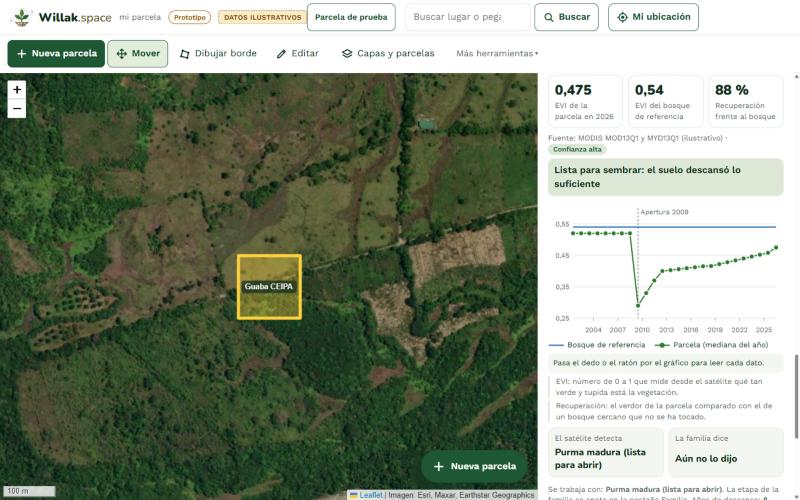 Willak.space mi parcela Prototipo DATOS ILUSTRATIVOS Parcela de prueba Buscar lugar o pega Buscar Mi ubicación
+ Nueva parcela Mover Dibujar borde Editar Capas y parcelas Más herramientas
+
−
0,475 0,54 88 %
EVI de la parcela en 2026
EVI del bosque de referencia
Recuperación frente al bosque
Fuente: MODIS MOD13Q1 y MYD13Q1 (ilustrativo) ·
Confianza alta
Lista para sembrar: el suelo descansó lo
suficiente
Apertura 2009
0,55
0,45
0,35
0,25
2004 2007 2010 2013 2016 2019 2022 2025
Bosque de referencia Parcela (mediana del año)
Pasa el dedo o el ratón por el gráfico para leer cada dato.
EVI: número de 0 a 1 que mide desde el satélite qué tan
verde y tupida está la vegetación.
Recuperación: el verdor de la parcela comparado con el de
un bosque cercano que no se ha tocado.
El satélite detecta
Purma madura (lista
para abrir)
La familia dice
Aún no lo dijo
Se trabaja con: Purma madura (lista para abrir). La etapa de la
Guaba CEIPA
+ Nueva parcela
100 m
Leaflet | Imagen: Esri, Maxar, Earthstar Geographics